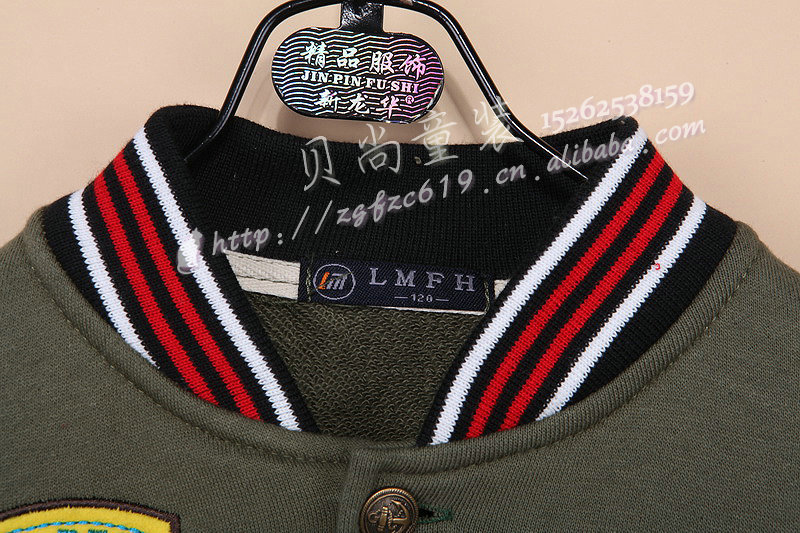 精品服饰
JIN·PIN·FU·SHI
新龙华®
贝尚童装 15262538159
http://zgfzc619.cn.alibaba.com
Lm LMFH
—120—